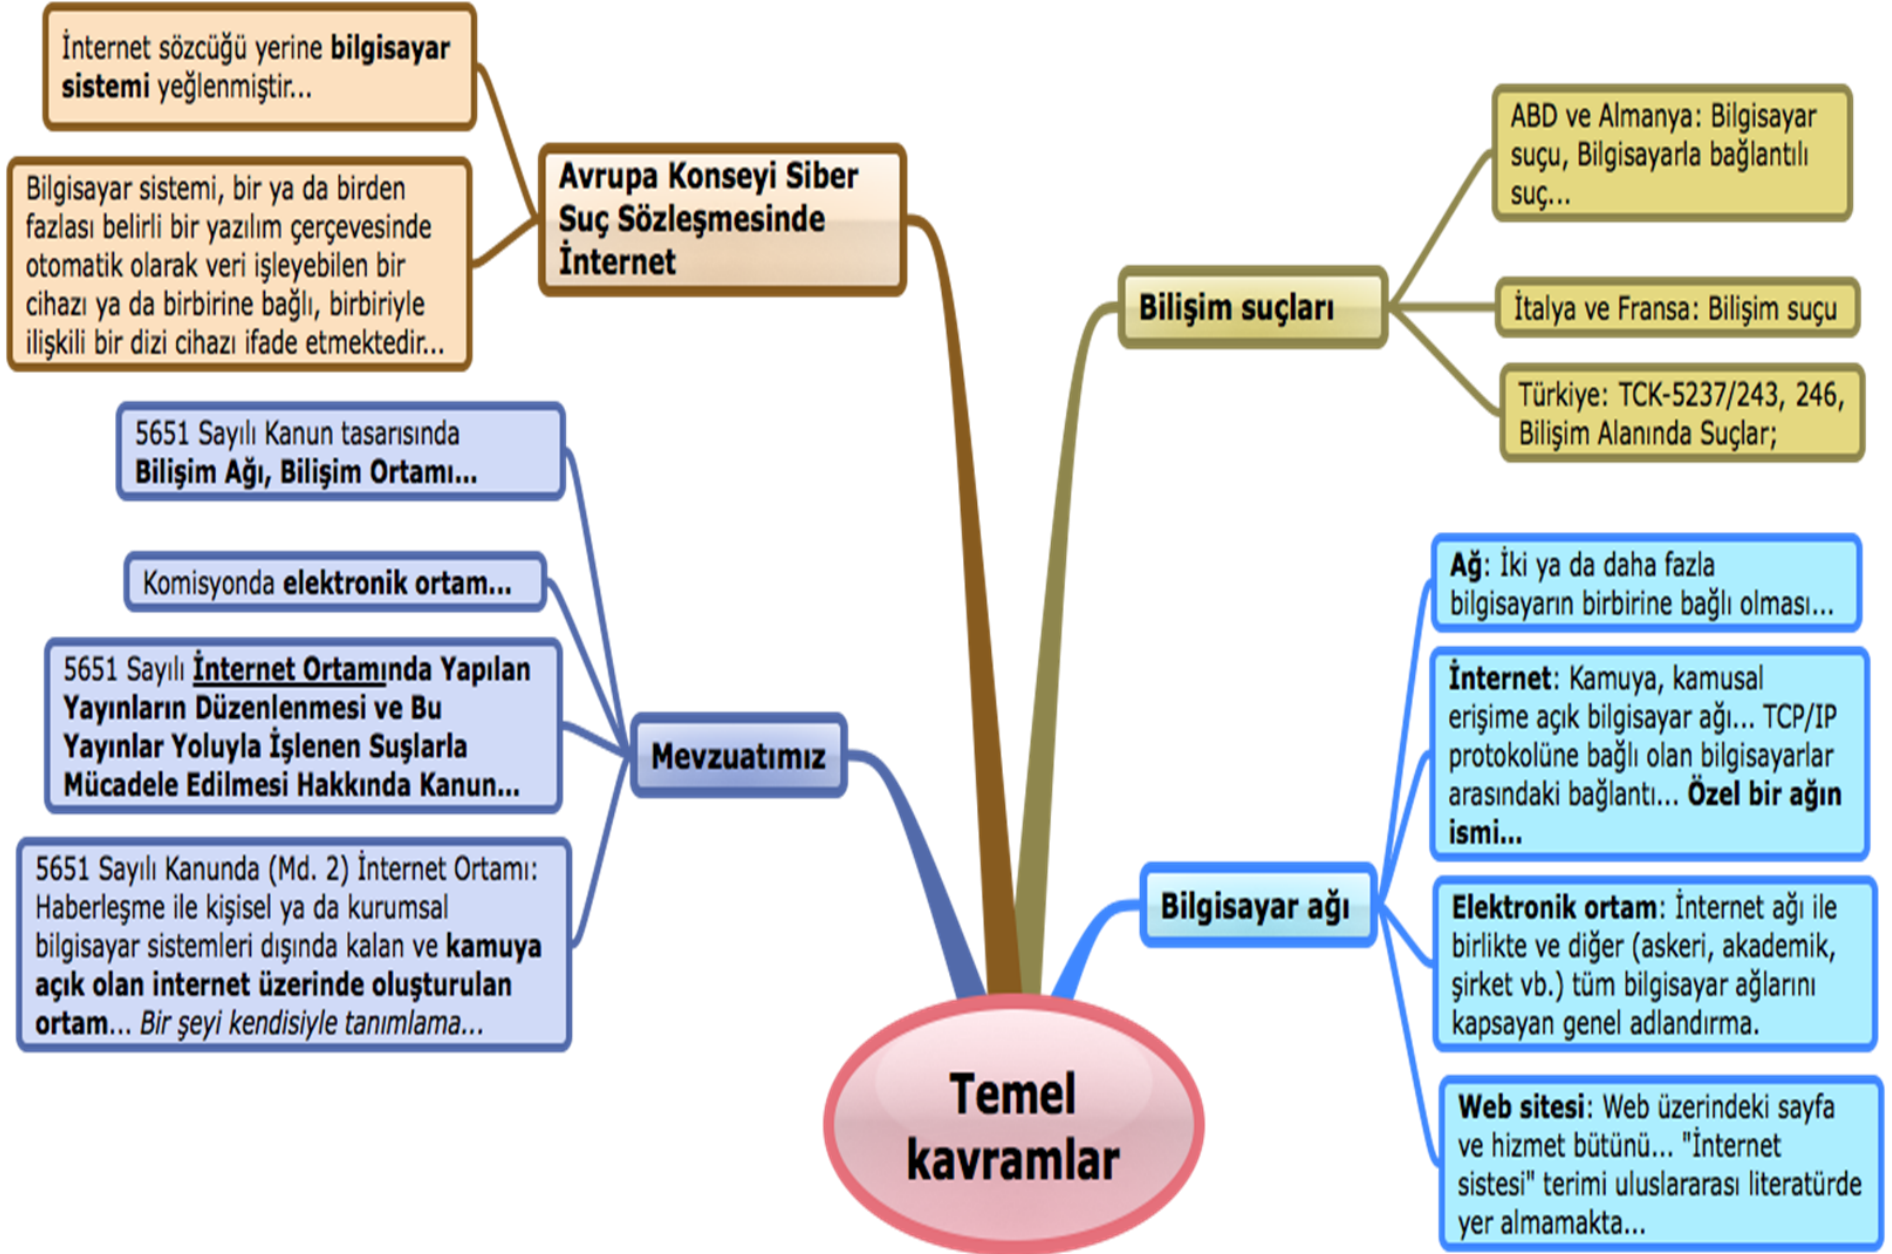 İnternet sözcüğü yerine bilgisayar
sistemi yeğlenmiştir...
Bilgisayar sistemi, bir ya da birden
fazlası belirli bir yazılım çerçevesinde
otomatik olarak veri işleyebilen bir
cihazı ya da birbirine bağlı, birbiriyle
ilişkili bir dizi cihazı ifade etmektedir...
Avrupa Konseyi Siber
Suç Sözleşmesinde
İnternet
5651 Sayılı Kanun tasarısında
Bilişim Ağı, Bilişim Ortamı...
Komisyonda elektronik ortam...
5651 Sayılı İnternet Ortamında Yapılan
Yayınların Düzenlenmesi ve Bu
Yayınlar Yoluyla İşlenen Suşlarla
Mücadele Edilmesi Hakkında Kanun...
5651 Sayılı Kanunda (Md. 2) İnternet Ortamı:
Haberleşme ile kişisel ya da kurumsal
bilgisayar sistemleri dışında kalan ve kamuya
açık olan internet üzerinde oluşturulan
ortam... Bir şeyi kendisiyle tanımlama...
Mevzuatımız
Bilişim suçları
ABD ve Almanya: Bilgisayar
suçu, Bilgisayarla bağlantılı
suç...
İtalya ve Fransa: Bilişim suçu
Türkiye: TCK-5237/243, 246,
Bilişim Alanında Suçlar;
Bilgisayar ağı
Ağ: İki ya da daha fazla
bilgisayarın birbirine bağlı olması...
İnternet: Kamuya, kamusal
erişime açık bilgisayar ağı... TCP/IP
protokolüne bağlı olan bilgisayarlar
arasındaki bağlantı... Özel bir ağın
ismi...
Elektronik ortam: İnternet ağı ile
birlikte ve diğer (askeri, akademik,
şirket vb.) tüm bilgisayar ağlarını
kapsayan genel adlandırma.
Web sitesi: Web üzerindeki sayfa
ve hizmet bütünü... "İnternet
sistesi" terimi uluslararası literatürde
yer almamakta...
Temel
kavramlar